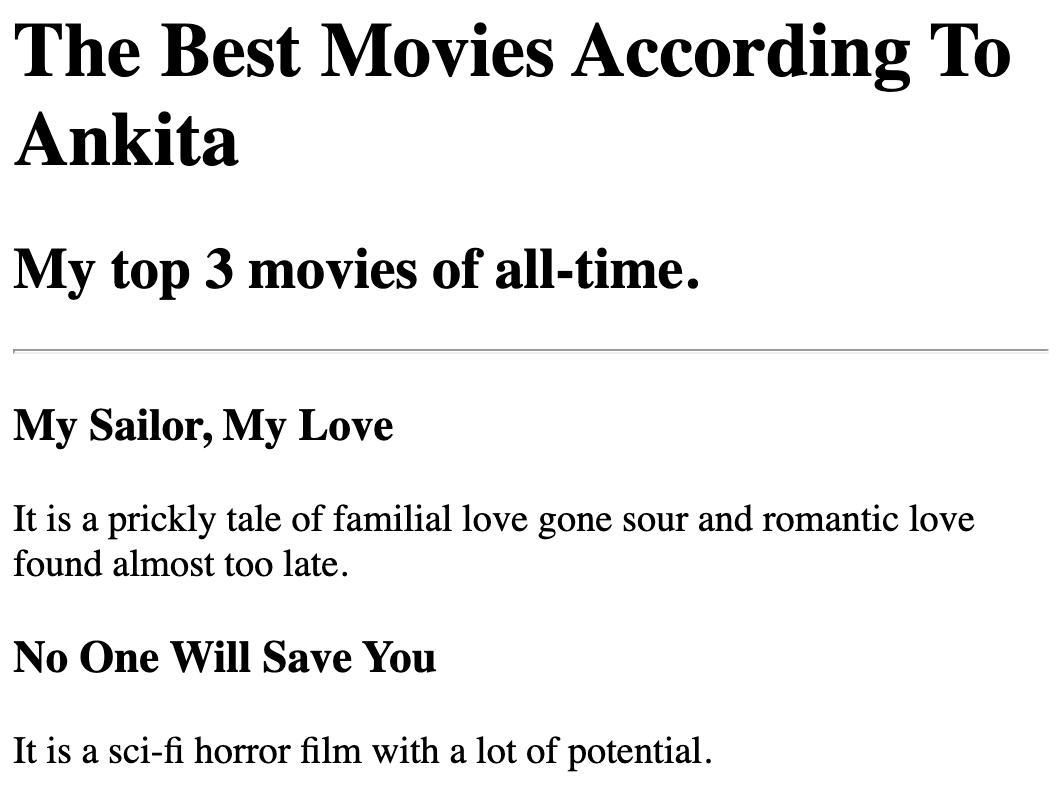 The Best Movies According To
Ankita
My top 3 movies of all-time.
My Sailor, My Love
It is a prickly tale of familial love gone sour and romantic love
found almost too late.
No One Will Save You
It is a sci-fi horror film with a lot of potential.